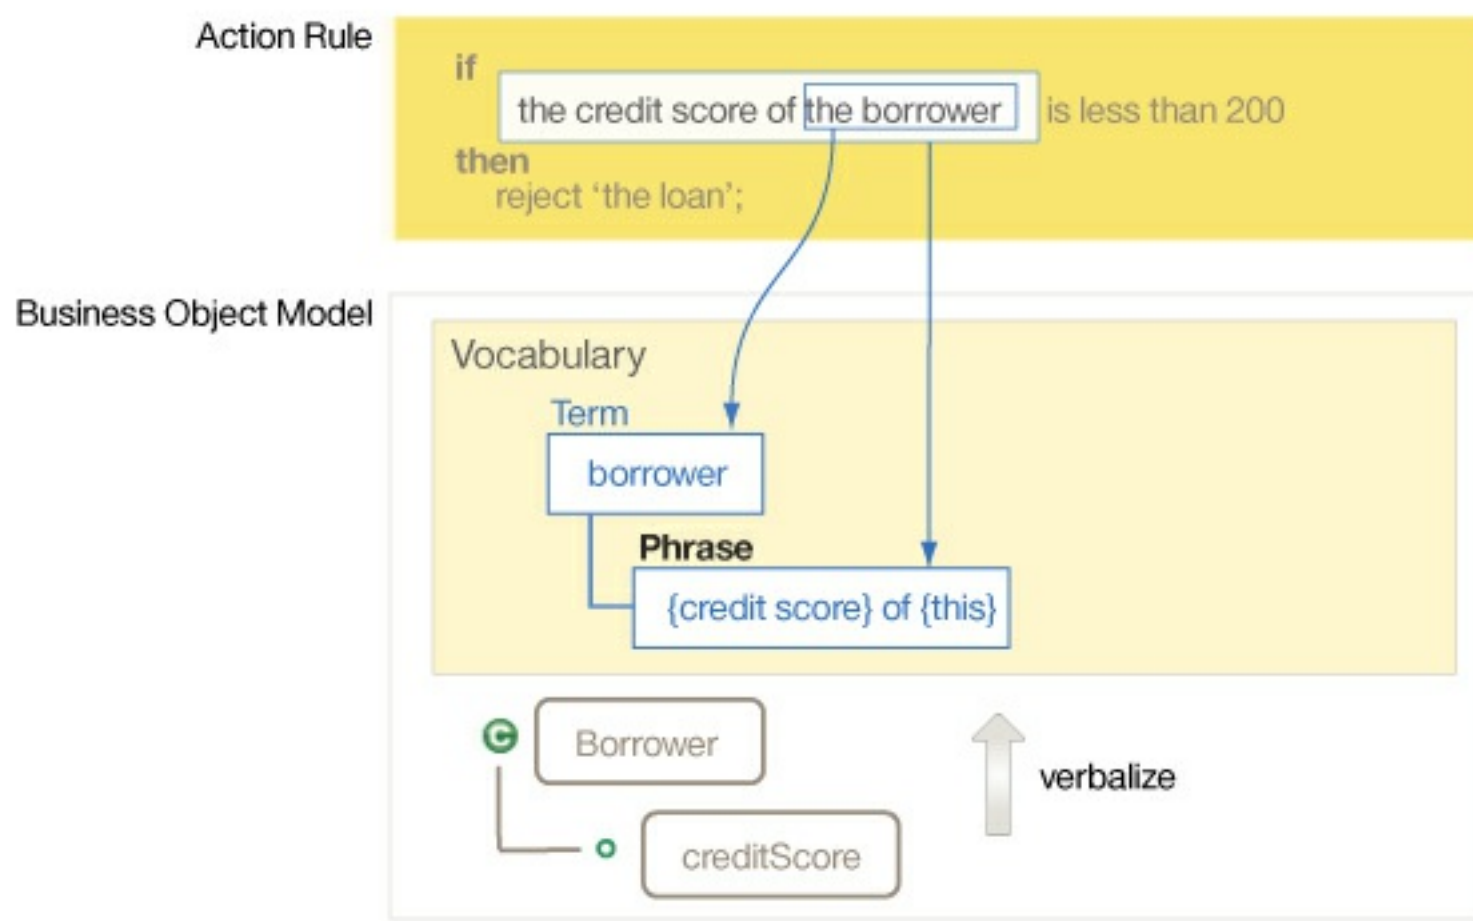 Action Rule
if
the credit score of the borrower is less than 200
then
reject ‘the loan’;
Business Object Model
Vocabulary
Term
borrower
Phrase
{credit score} of {this}
C
Borrower
verbalize
creditScore